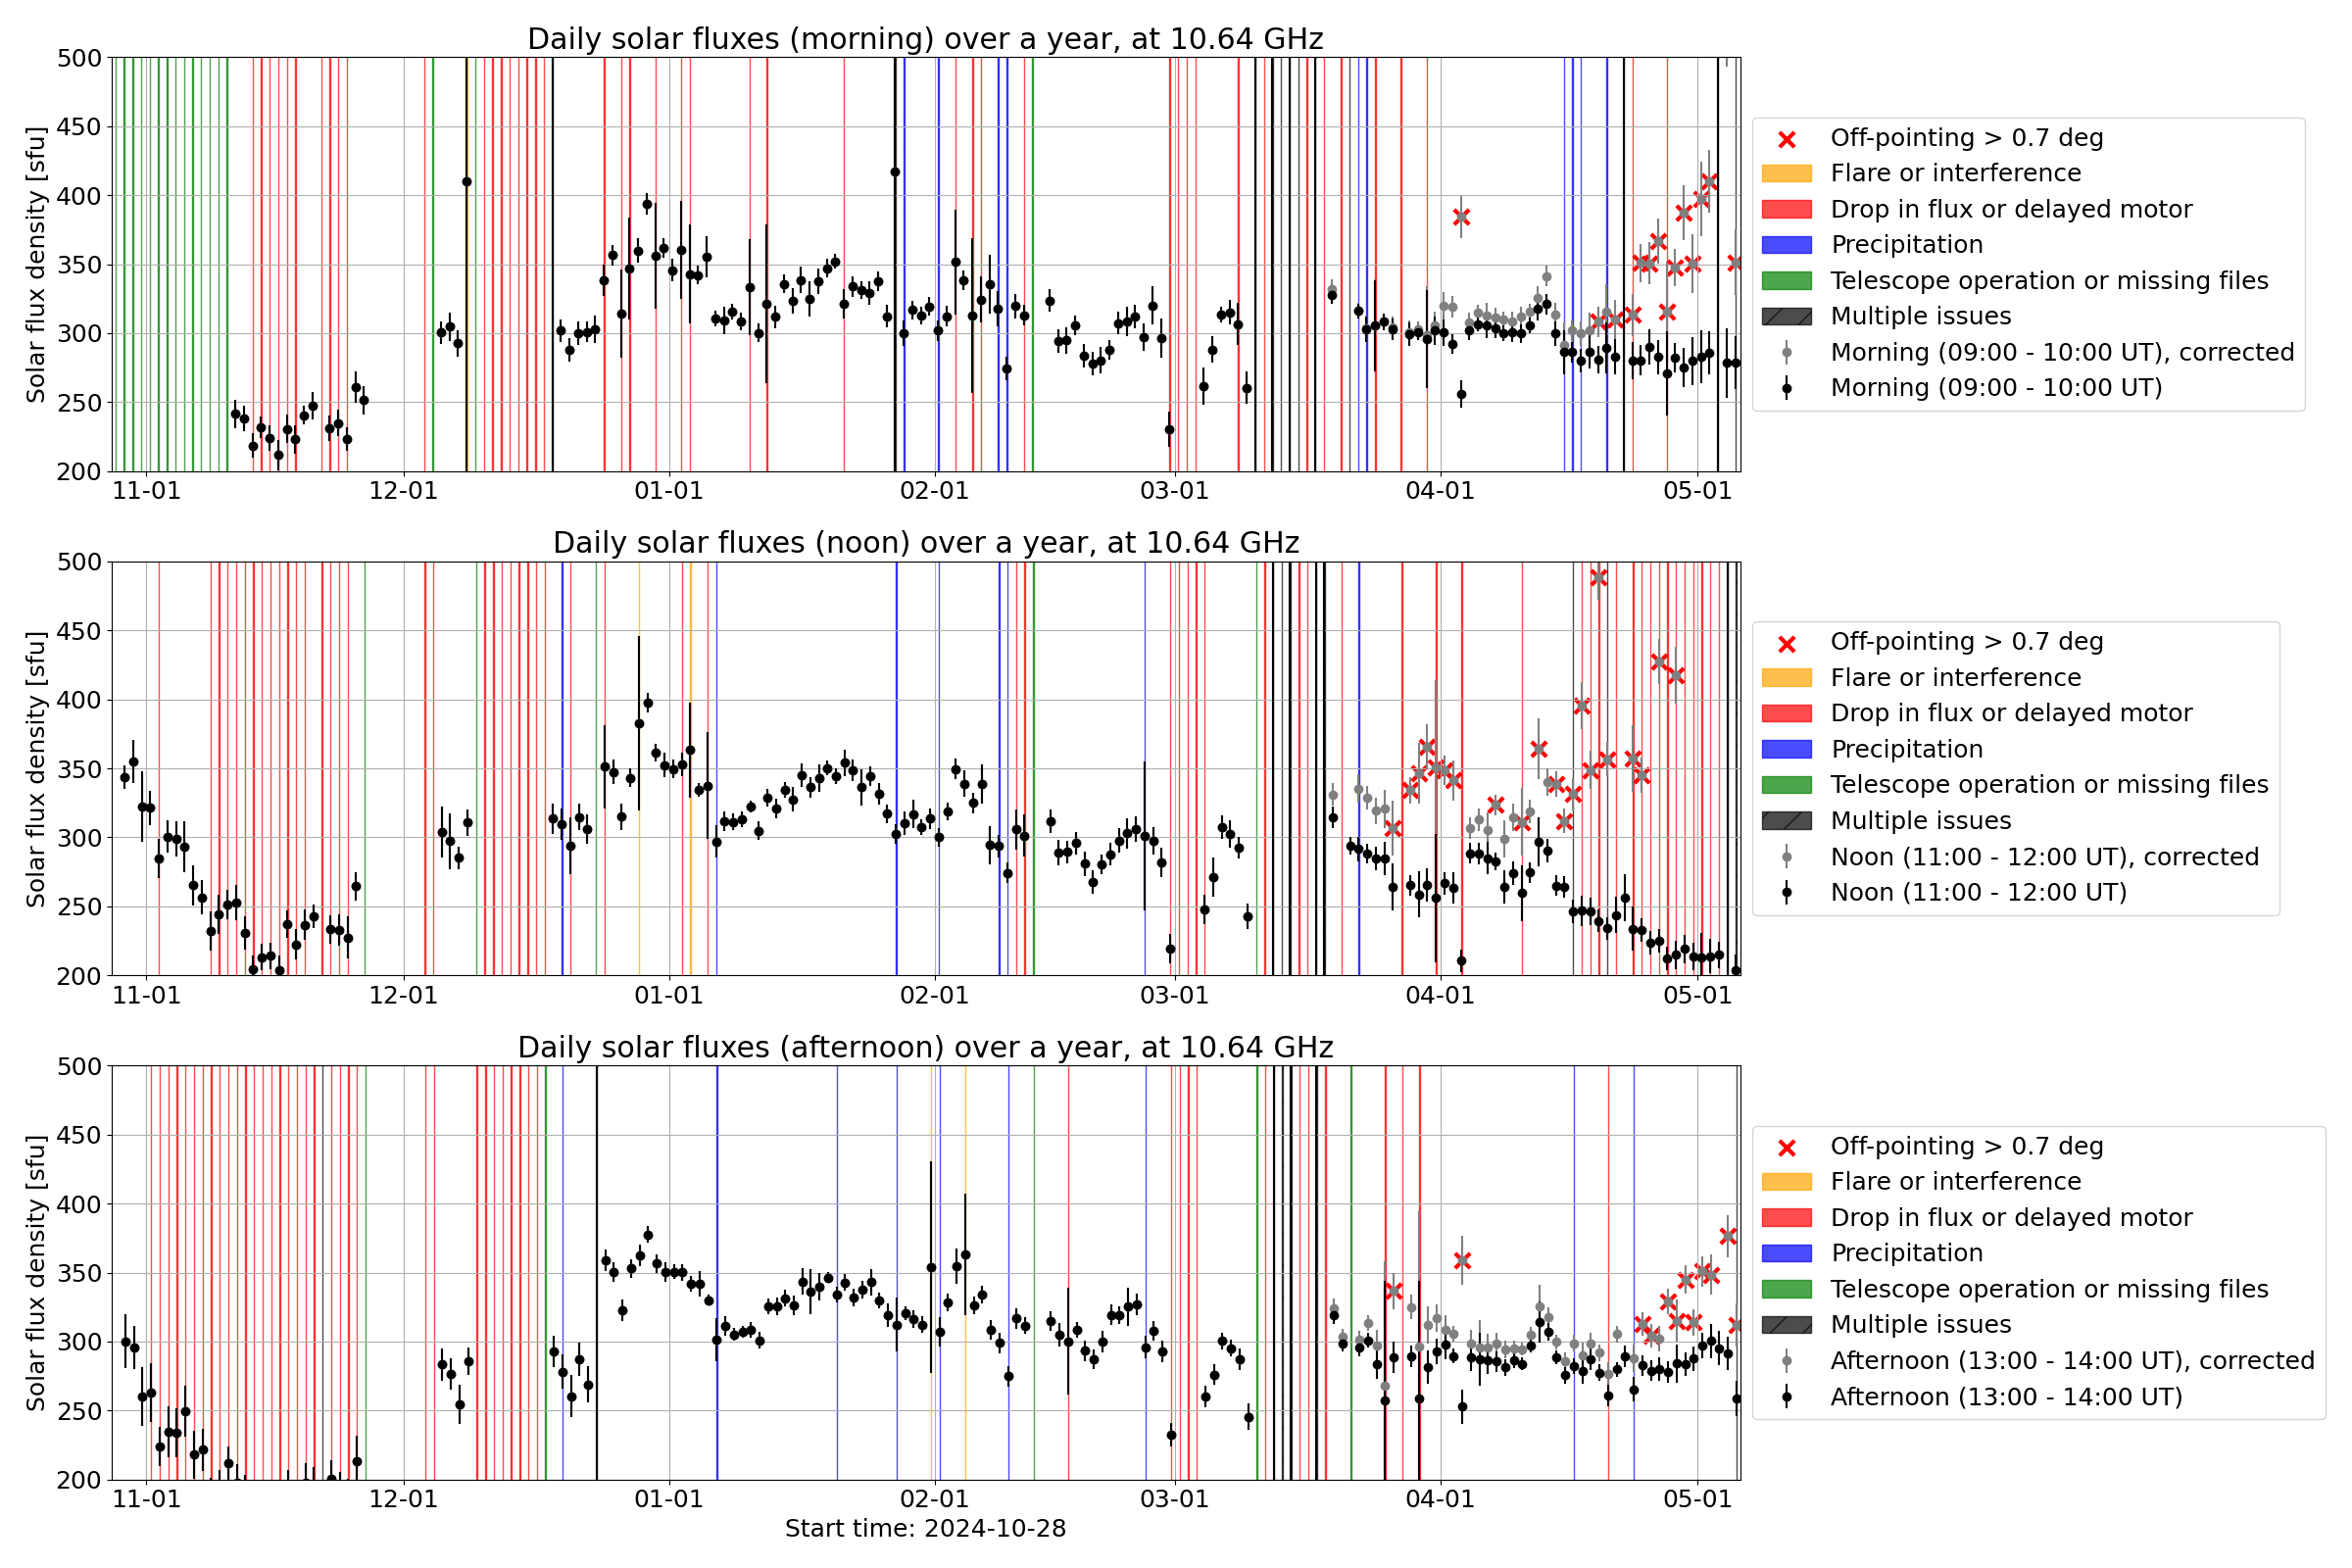 Daily solar fluxes (morning) over a year, at 10.64 GHz
Solar flux density [sfu]
500
450
400
350
300
250
200
11-01 12-01 01-01 02-01 03-01 04-01 05-01
Off-pointing > 0.7 deg
Flare or interference
Drop in flux or delayed motor
Precipitation
Telescope operation or missing files
Multiple issues
Morning (09:00 - 10:00 UT), corrected
Morning (09:00 - 10:00 UT)
Daily solar fluxes (noon) over a year, at 10.64 GHz
Solar flux density [sfu]
500
450
400
350
300
250
200
11-01 12-01 01-01 02-01 03-01 04-01 05-01
Off-pointing > 0.7 deg
Flare or interference
Drop in flux or delayed motor
Precipitation
Telescope operation or missing files
Multiple issues
Noon (11:00 - 12:00 UT), corrected
Noon (11:00 - 12:00 UT)
Daily solar fluxes (afternoon) over a year, at 10.64 GHz
Solar flux density [sfu]
500
450
400
350
300
250
200
11-01 12-01 01-01 02-01 03-01 04-01 05-01
Start time: 2024-10-28
Off-pointing > 0.7 deg
Flare or interference
Drop in flux or delayed motor
Precipitation
Telescope operation or missing files
Multiple issues
Afternoon (13:00 - 14:00 UT), corrected
Afternoon (13:00 - 14:00 UT)